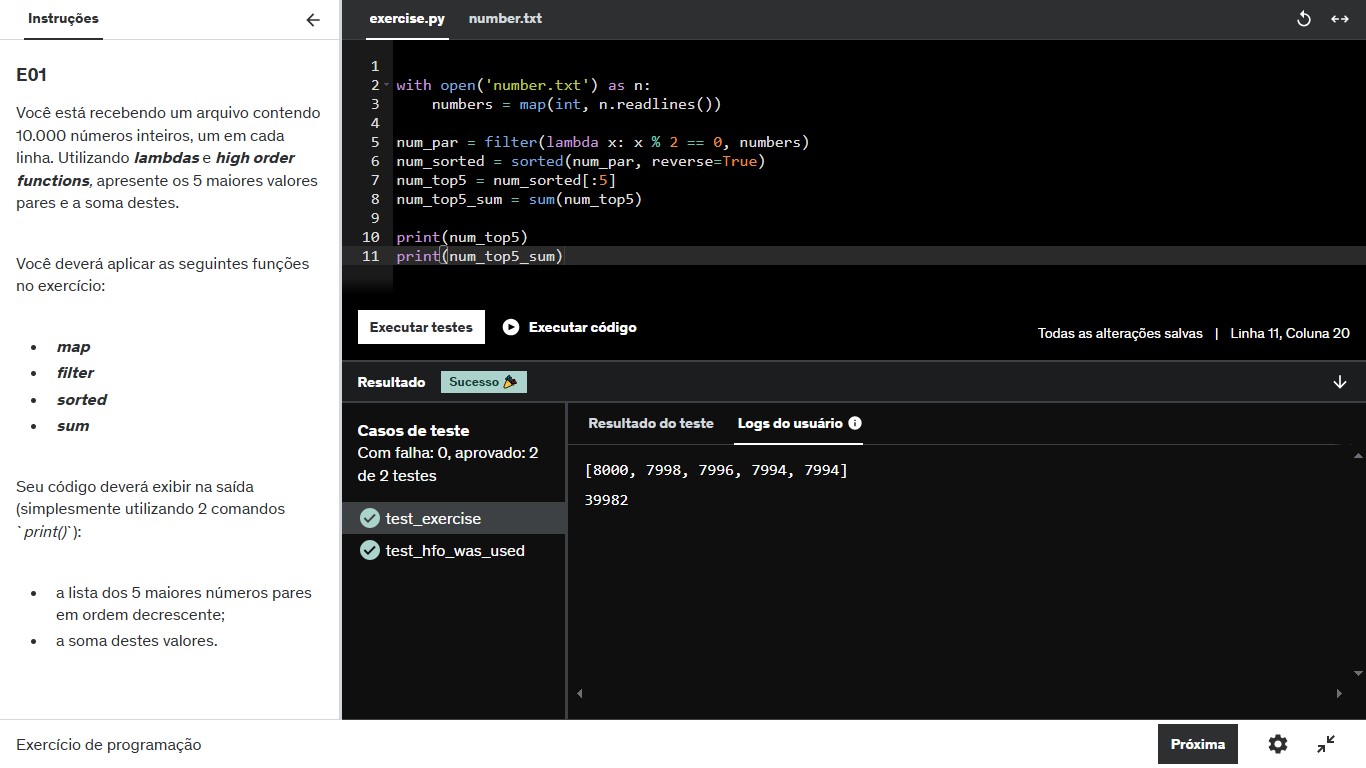 Instruções
E01
Você está recebendo um arquivo contendo
10.000 números inteiros, um em cada
linha. Utilizando lambdas e high order
functions, apresente os 5 maiores valores
pares e a soma destes.
Você deverá aplicar as seguintes funções
no exercício:
map
filter
sorted
sum
Seu código deverá exibir na saída
(simplesmente utilizando 2 comandos
`print()`):
a lista dos 5 maiores números pares
em ordem decrescente;
a soma destes valores.
exercise.py number.txt
1
2 with open('number.txt') as n:
3 numbers = map(int, n.readlines())
4
5 num_par = filter(lambda x: x % 2 == 0, numbers)
6 num_sorted = sorted(num_par, reverse=True)
7 num_top5 = num_sorted[:5]
8 num_top5_sum = sum(num_top5)
9
10 print(num_top5)
11 print(num_top5_sum)
Executar testes Executar código
Todas as alterações salvas | Linha 11, Coluna 20
Resultado Sucesso
Casos de teste
Com falha: 0, aprovado: 2
de 2 testes
test_exercise
test_hfo_was_used
Resultado do teste Logs do usuário
[8000, 7998, 7996, 7994, 7994]
39982
Exercício de programação
Próxima